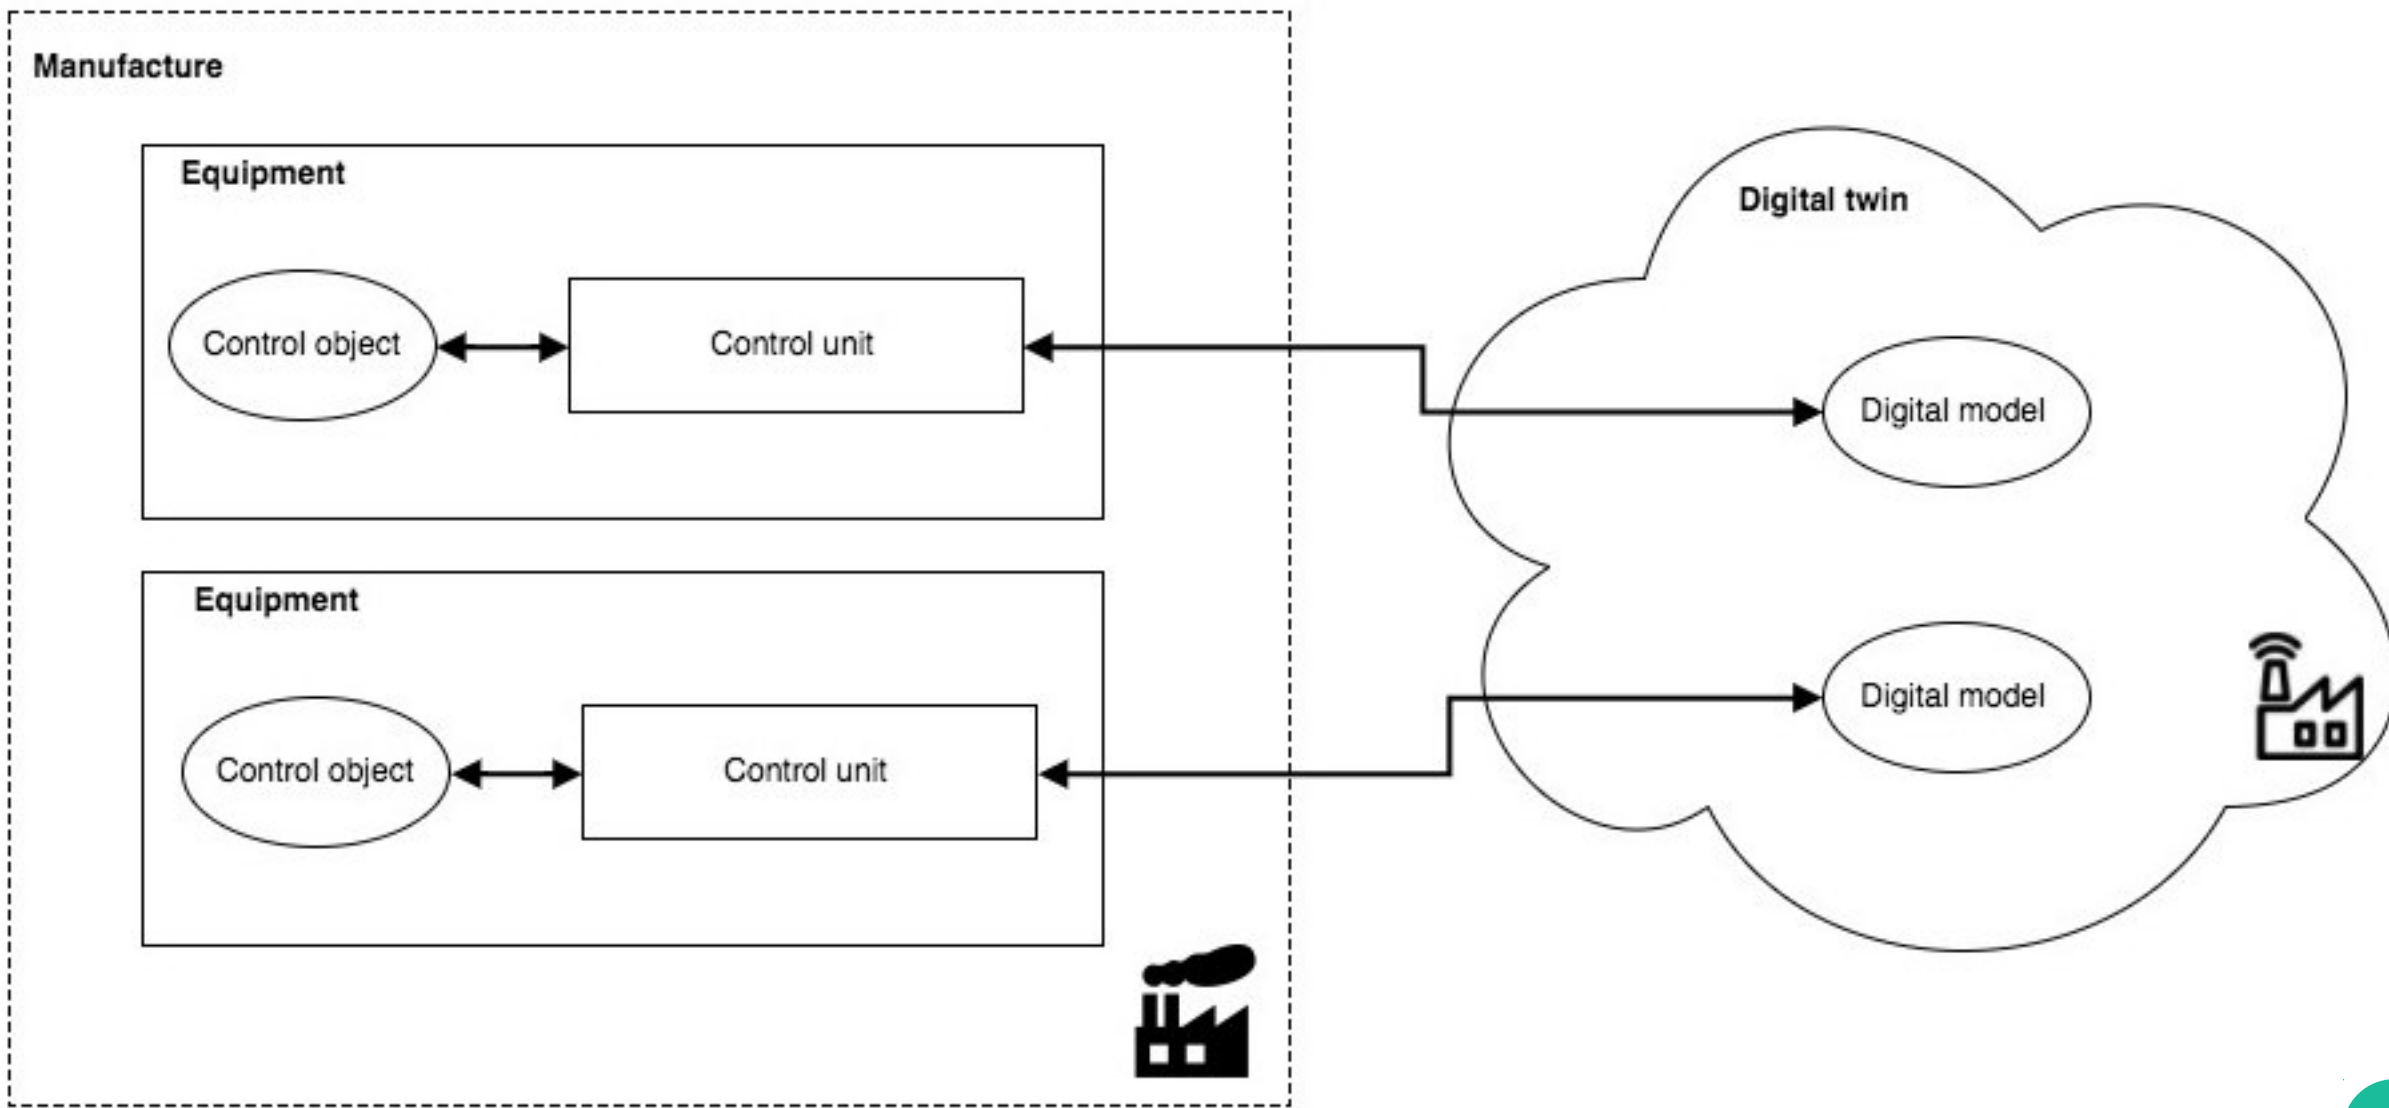 Manufacture
Equipment
Control object
Control unit
Equipment
Control object
Control unit
Digital twin
Digital model
Digital model